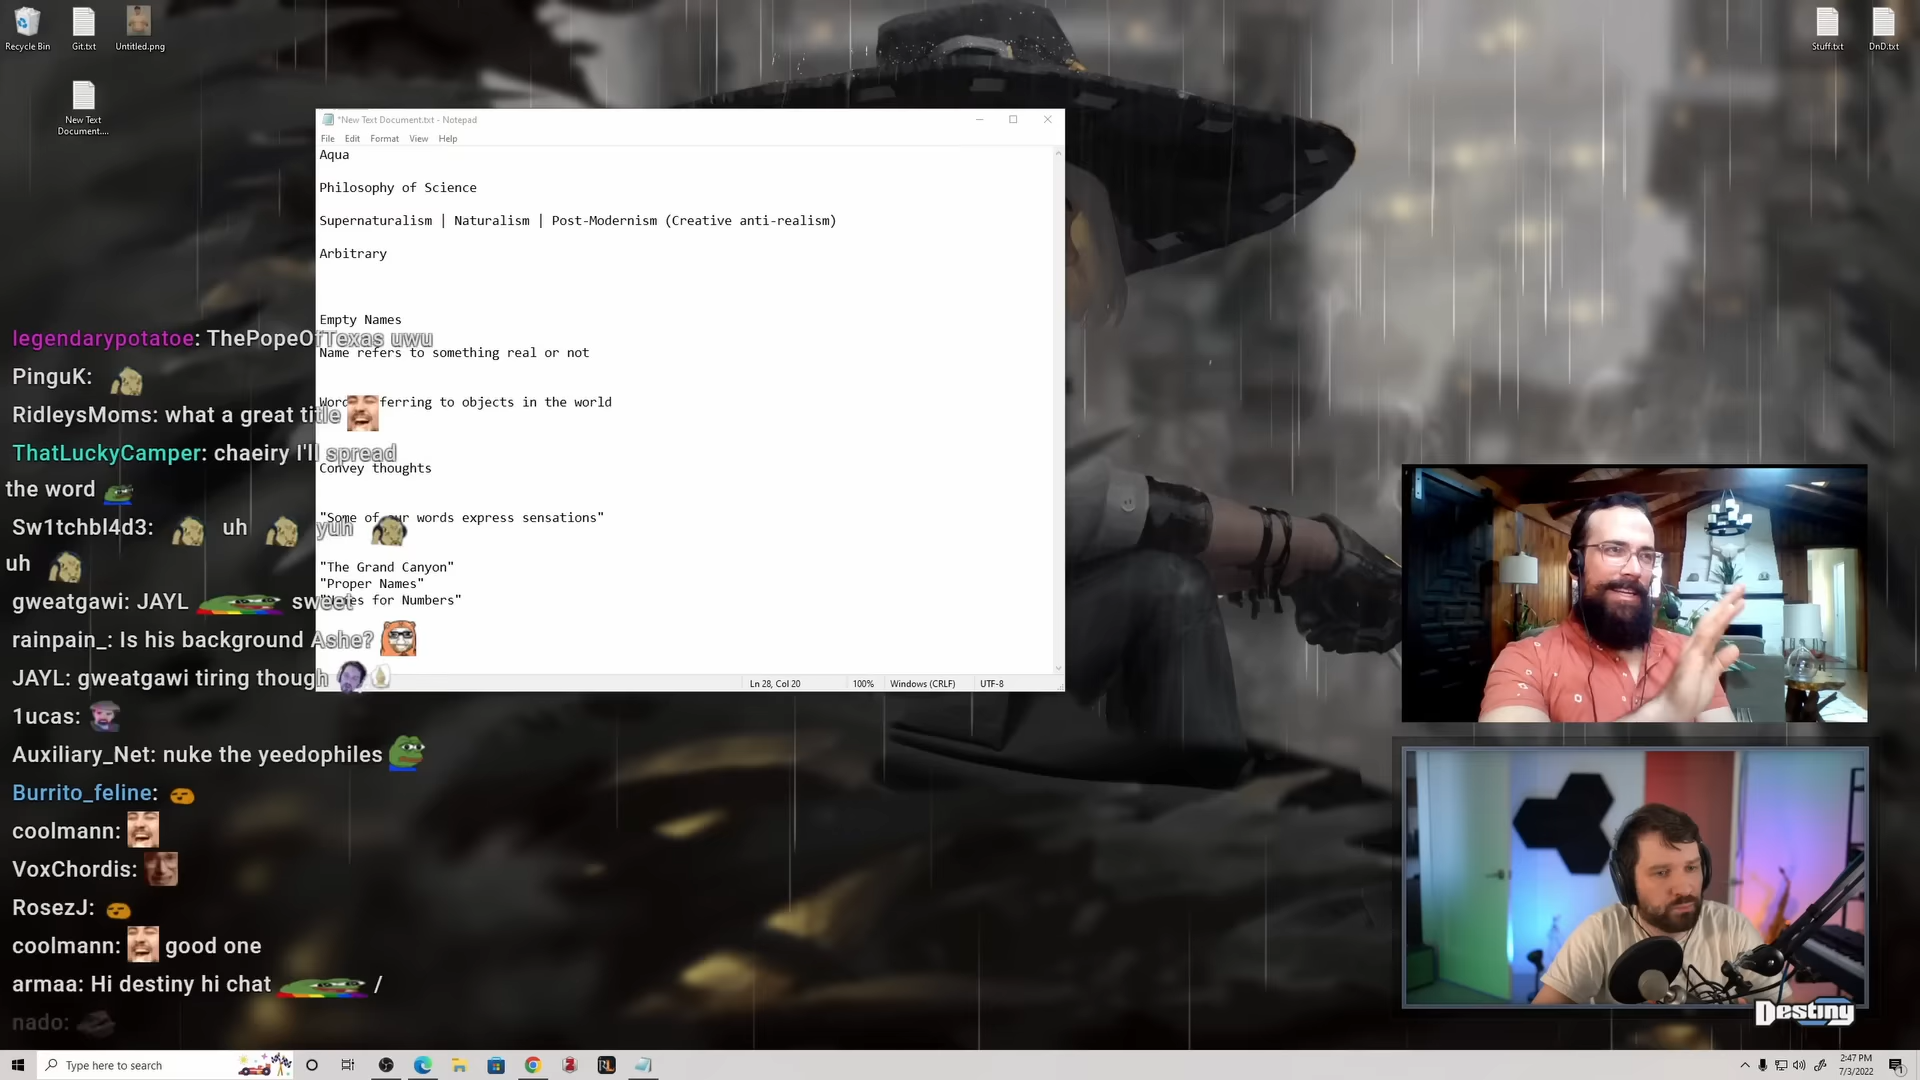 Recycle Bin
Git.txt
Untitled.png
New Text
Document....
Stuff.txt
DnD.txt
*New Text Document.txt - Notepad
File Edit Format View Help
Aqua
Philosophy of Science
Supernaturalism | Naturalism | Post-Modernism (Creative anti-realism)
Arbitrary
Empty Names
Name refers to something real or not
objects in the world
Convey thoughts
"Some of our words express sensations"
"The Grand Canyon"
"Proper Names"
"Names for Numbers"
Ln 28, Col 20 100% Windows (CRLF) UTF-8
legendarypotatoe: ThePopeOfTexas uwu
PinguK:
RidleysMoms: what a great title
ThatLuckyCamper: chaeiry I'll spread
the word
Sw1tchbl4d3: uh yuh
uh
gweatgawi: JAYL sweet
rainpain_: Is his background Ashe?
JAYL: gweatgawi tiring though
1ucas:
Auxiliary_Net: nuke the yeedophiles
Burrito_feline:
coolmann:
VoxChordis:
RosezJ:
coolmann: good one
armaa: Hi destiny hi chat /
nado:
Destiny
Type here to search
2:47 PM
7/3/2022